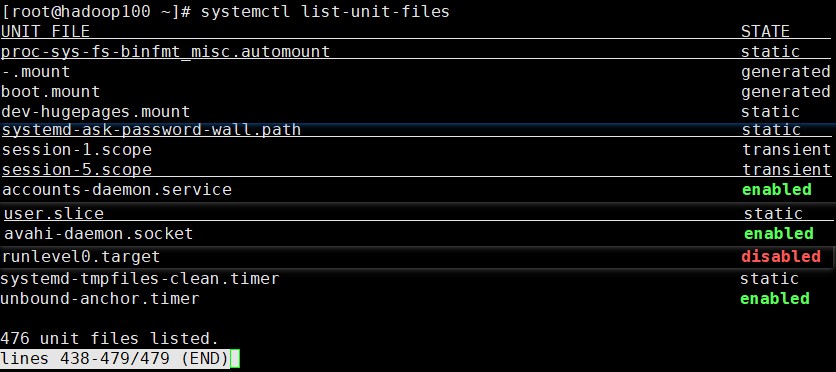 [root@hadoop100 ~]# systemctl list-unit-files
UNIT FILE STATE
proc-sys-fs-binfmt_misc.automount static
-.mount generated
boot.mount generated
dev-hugepages.mount static
systemd-ask-password-wall.path static
session-1.scope transient
session-5.scope transient
accounts-daemon.service enabled
user.slice static
avahi-daemon.socket enabled
runlevel0.target disabled
systemd-tmpfiles-clean.timer static
unbound-anchor.timer enabled
476 unit files listed.
lines 438-479/479 (END)